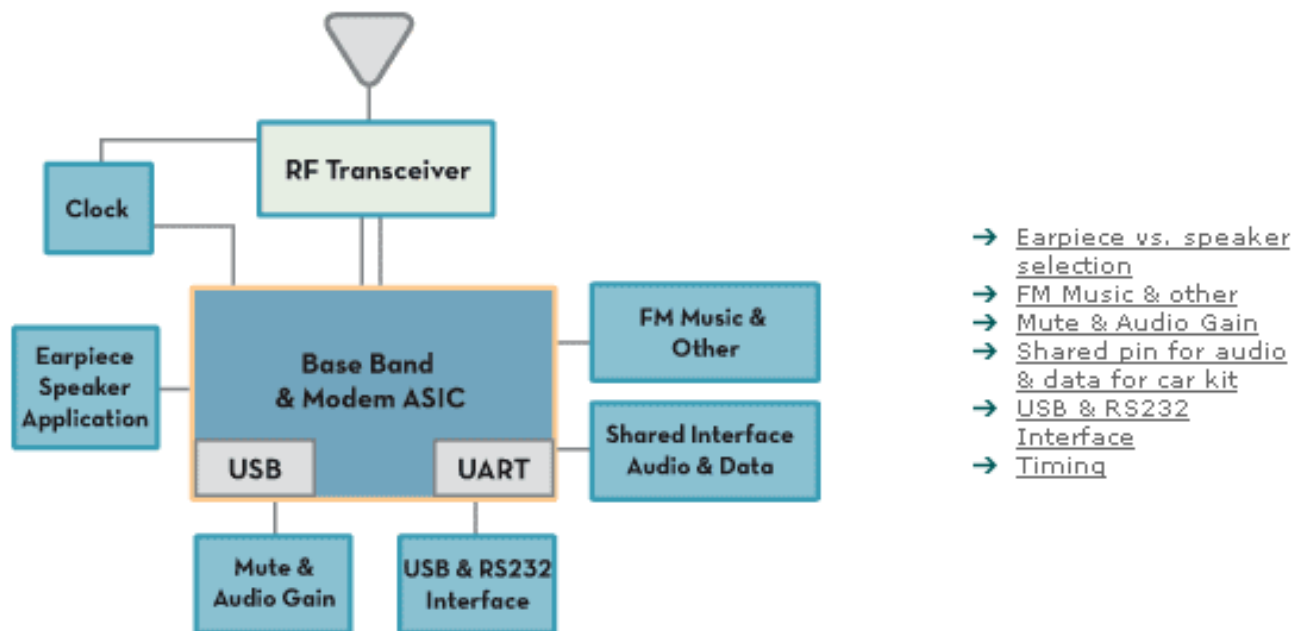 RF Transceiver
Clock
Earpiece
Speaker
Application
Base Band
& Modem ASIC
USB
UART
FM Music &
Other
Shared Interface
Audio & Data
Mute &
Audio Gain
USB & RS232
Interface
→ Earpiece vs. speaker
selection
→ FM Music & other
→ Mute & Audio Gain
→ Shared pin for audio
& data for car kit
→ USB & RS232
Interface
→ Timing